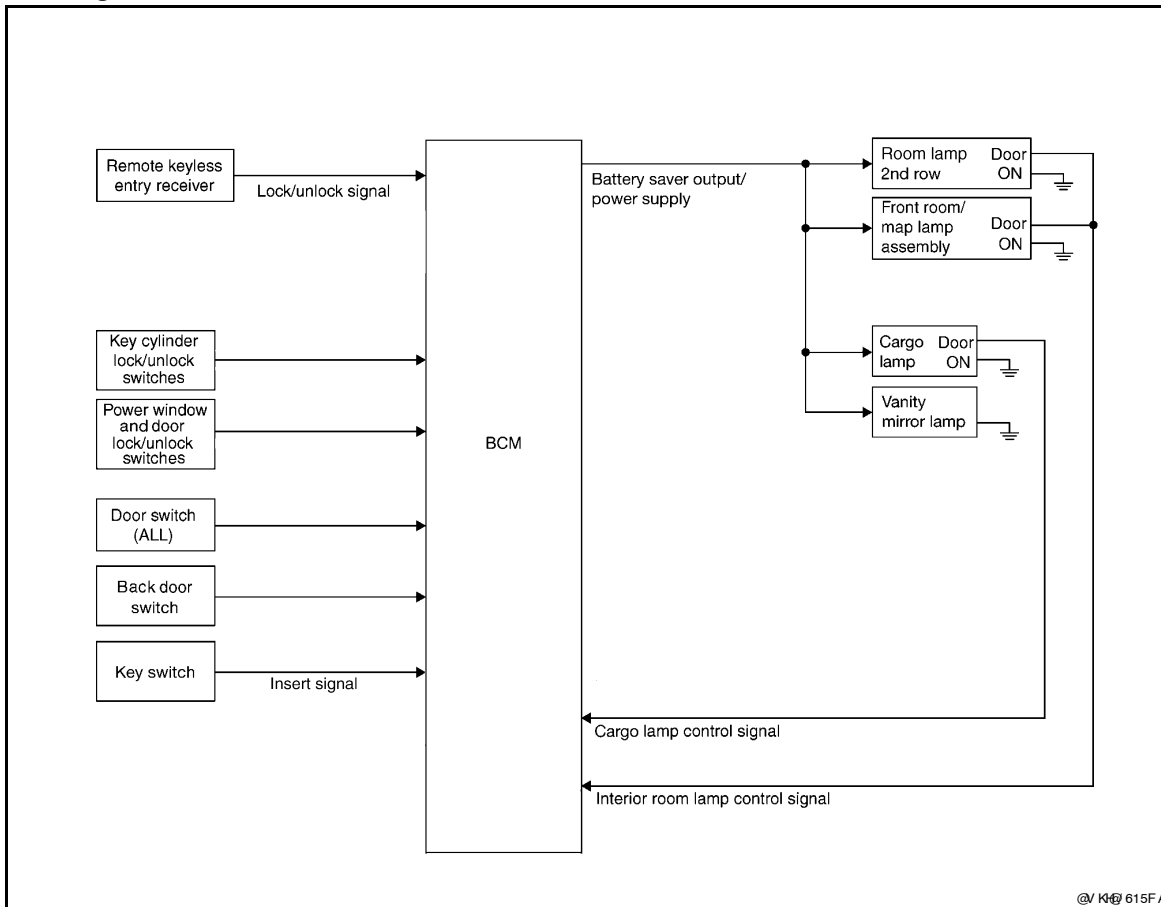 Remote keyless
entry receiver
Lock/unlock signal
Key cylinder
lock/unlock
switches
Power window
and door
lock/unlock
switches
Door switch
(ALL)
Back door
switch
Key switch
Insert signal
BCM
Battery saver output/
power supply
Room lamp Door
2nd row ON
Front room/
map lamp Door
assembly ON
Cargo Door
lamp ON
Vanity
mirror lamp
Cargo lamp control signal
Interior room lamp control signal
615FA